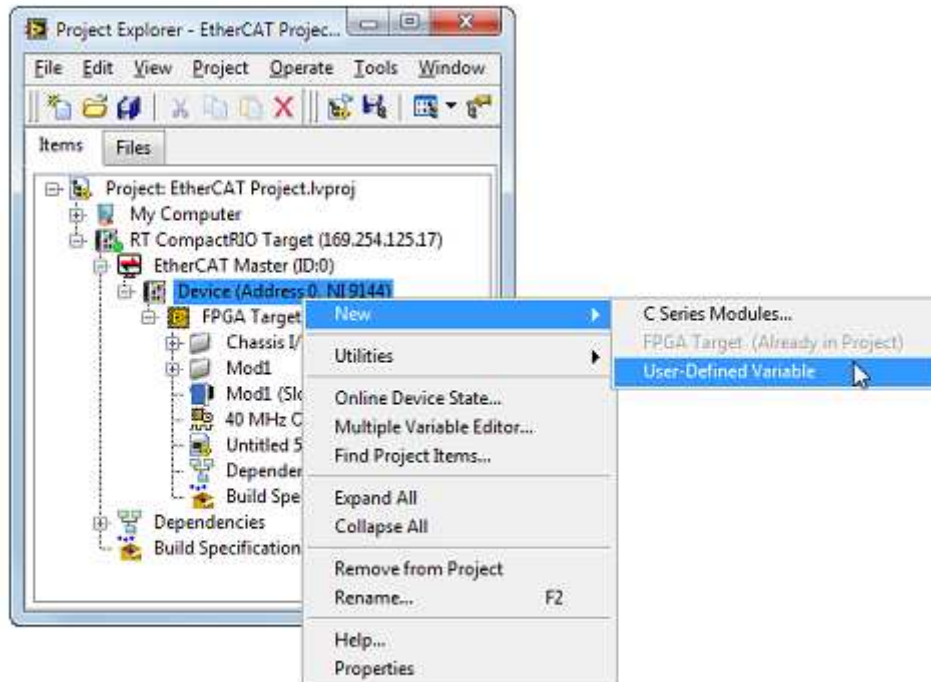 Project Explorer - EtherCAT Projec...
File Edit View Project Operate Tools Window
Items Files
Project: EtherCAT Project.lvproj
My Computer
RT CompactRIO Target (169.254.125.17)
EtherCAT Master (ID:0)
Device (Address 0, NI 9144)
FPGA Target
Chassis I/
Mod1
Mod1 (Slo
40 MHz O
Untitled 5
Depender
Build Spe
Dependencies
Build Specification
New
Utilities
Online Device State...
Multiple Variable Editor...
Find Project Items...
Expand All
Collapse All
Remove from Project
Rename... F2
Help...
Properties
C Series Modules...
FPGA Target (Already in Project)
User-Defined Variable